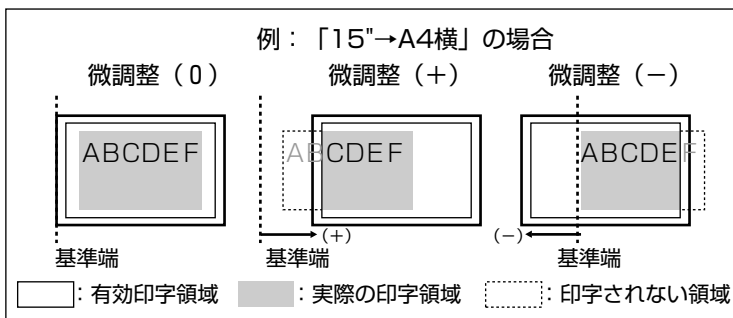 例：「15"→A4横」の場合
微調整（0） 微調整（+） 微調整（−）
ABCDEF ABCDEF ABCDEF
(+) (−)
基準端 基準端 基準端
：有効印字領域 ：実際の印字領域 ：印字されない領域